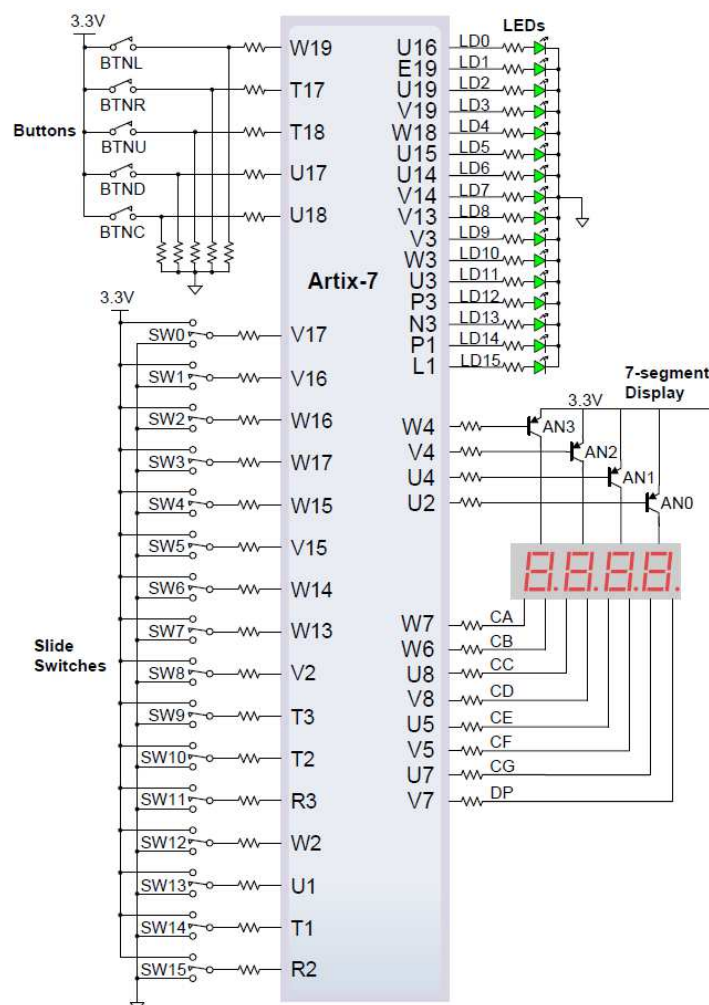 3.3V
BTNL W19
BTNR T17
Buttons
BTNU T18
BTND U17
BTNC U18
Artix-7
LEDs
U16 LD0
E19 LD1
U19 LD2
V19 LD3
W18 LD4
U15 LD5
U14 LD6
V14 LD7
V13 LD8
V3 LD9
W3 LD10
U3 LD11
P3 LD12
N3 LD13
P1 LD14
L1 LD15
3.3V
SW0 V17
SW1 V16
SW2 W16
SW3 W17
SW4 W15
SW5 V15
SW6 W14
SW7 W13
Slide
Switches
SW8 V2
SW9 T3
SW10 T2
SW11 R3
SW12 W2
SW13 U1
SW14 T1
SW15 R2
7-segment
Display
3.3V
W4 AN3
V4 AN2
U4 AN1
U2 AN0
8.8.8.8.
W7 CA
W6 CB
U8 CC
V8 CD
U5 CE
V5 CF
U7 CG
V7 DP